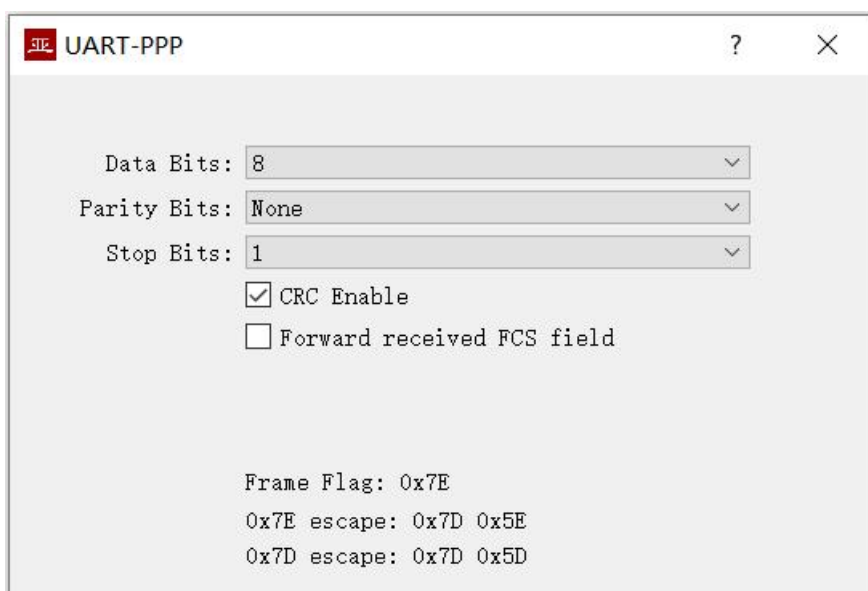 UART-PPP ?
Data Bits: 8
Parity Bits: None
Stop Bits: 1
CRC Enable
Forward received FCS field
Frame Flag: 0x7E
0x7E escape: 0x7D 0x5E
0x7D escape: 0x7D 0x5D